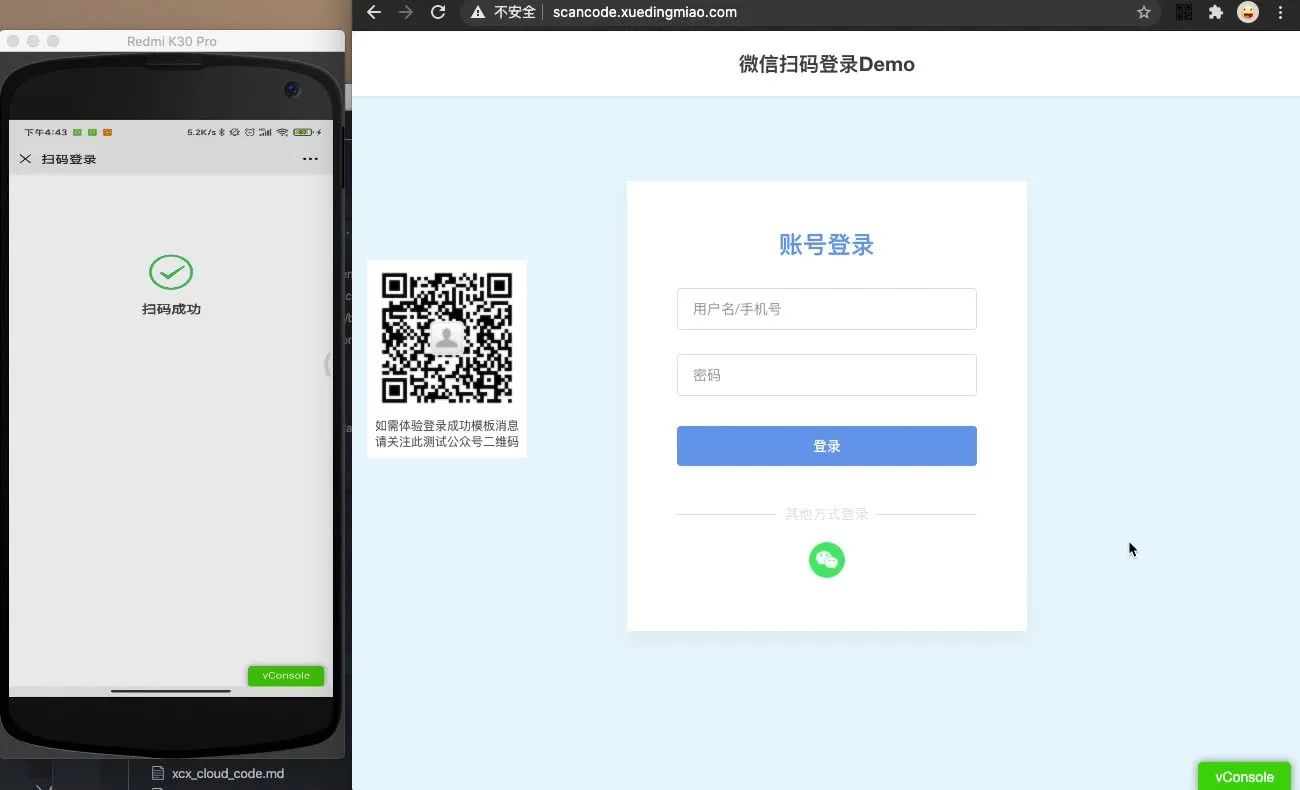 Redmi K30 Pro
下午4:43
5.2K/s
97
扫码登录
扫码成功
vConsole
xcx_cloud_code.md
不安全
scancode.xuedingmiao.com
微信扫码登录Demo
如需体验登录成功模板消息
请关注此测试公众号二维码
账号登录
用户名/手机号
密码
登录
其他方式登录
vConsole